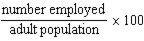 number employed
adult population × 100